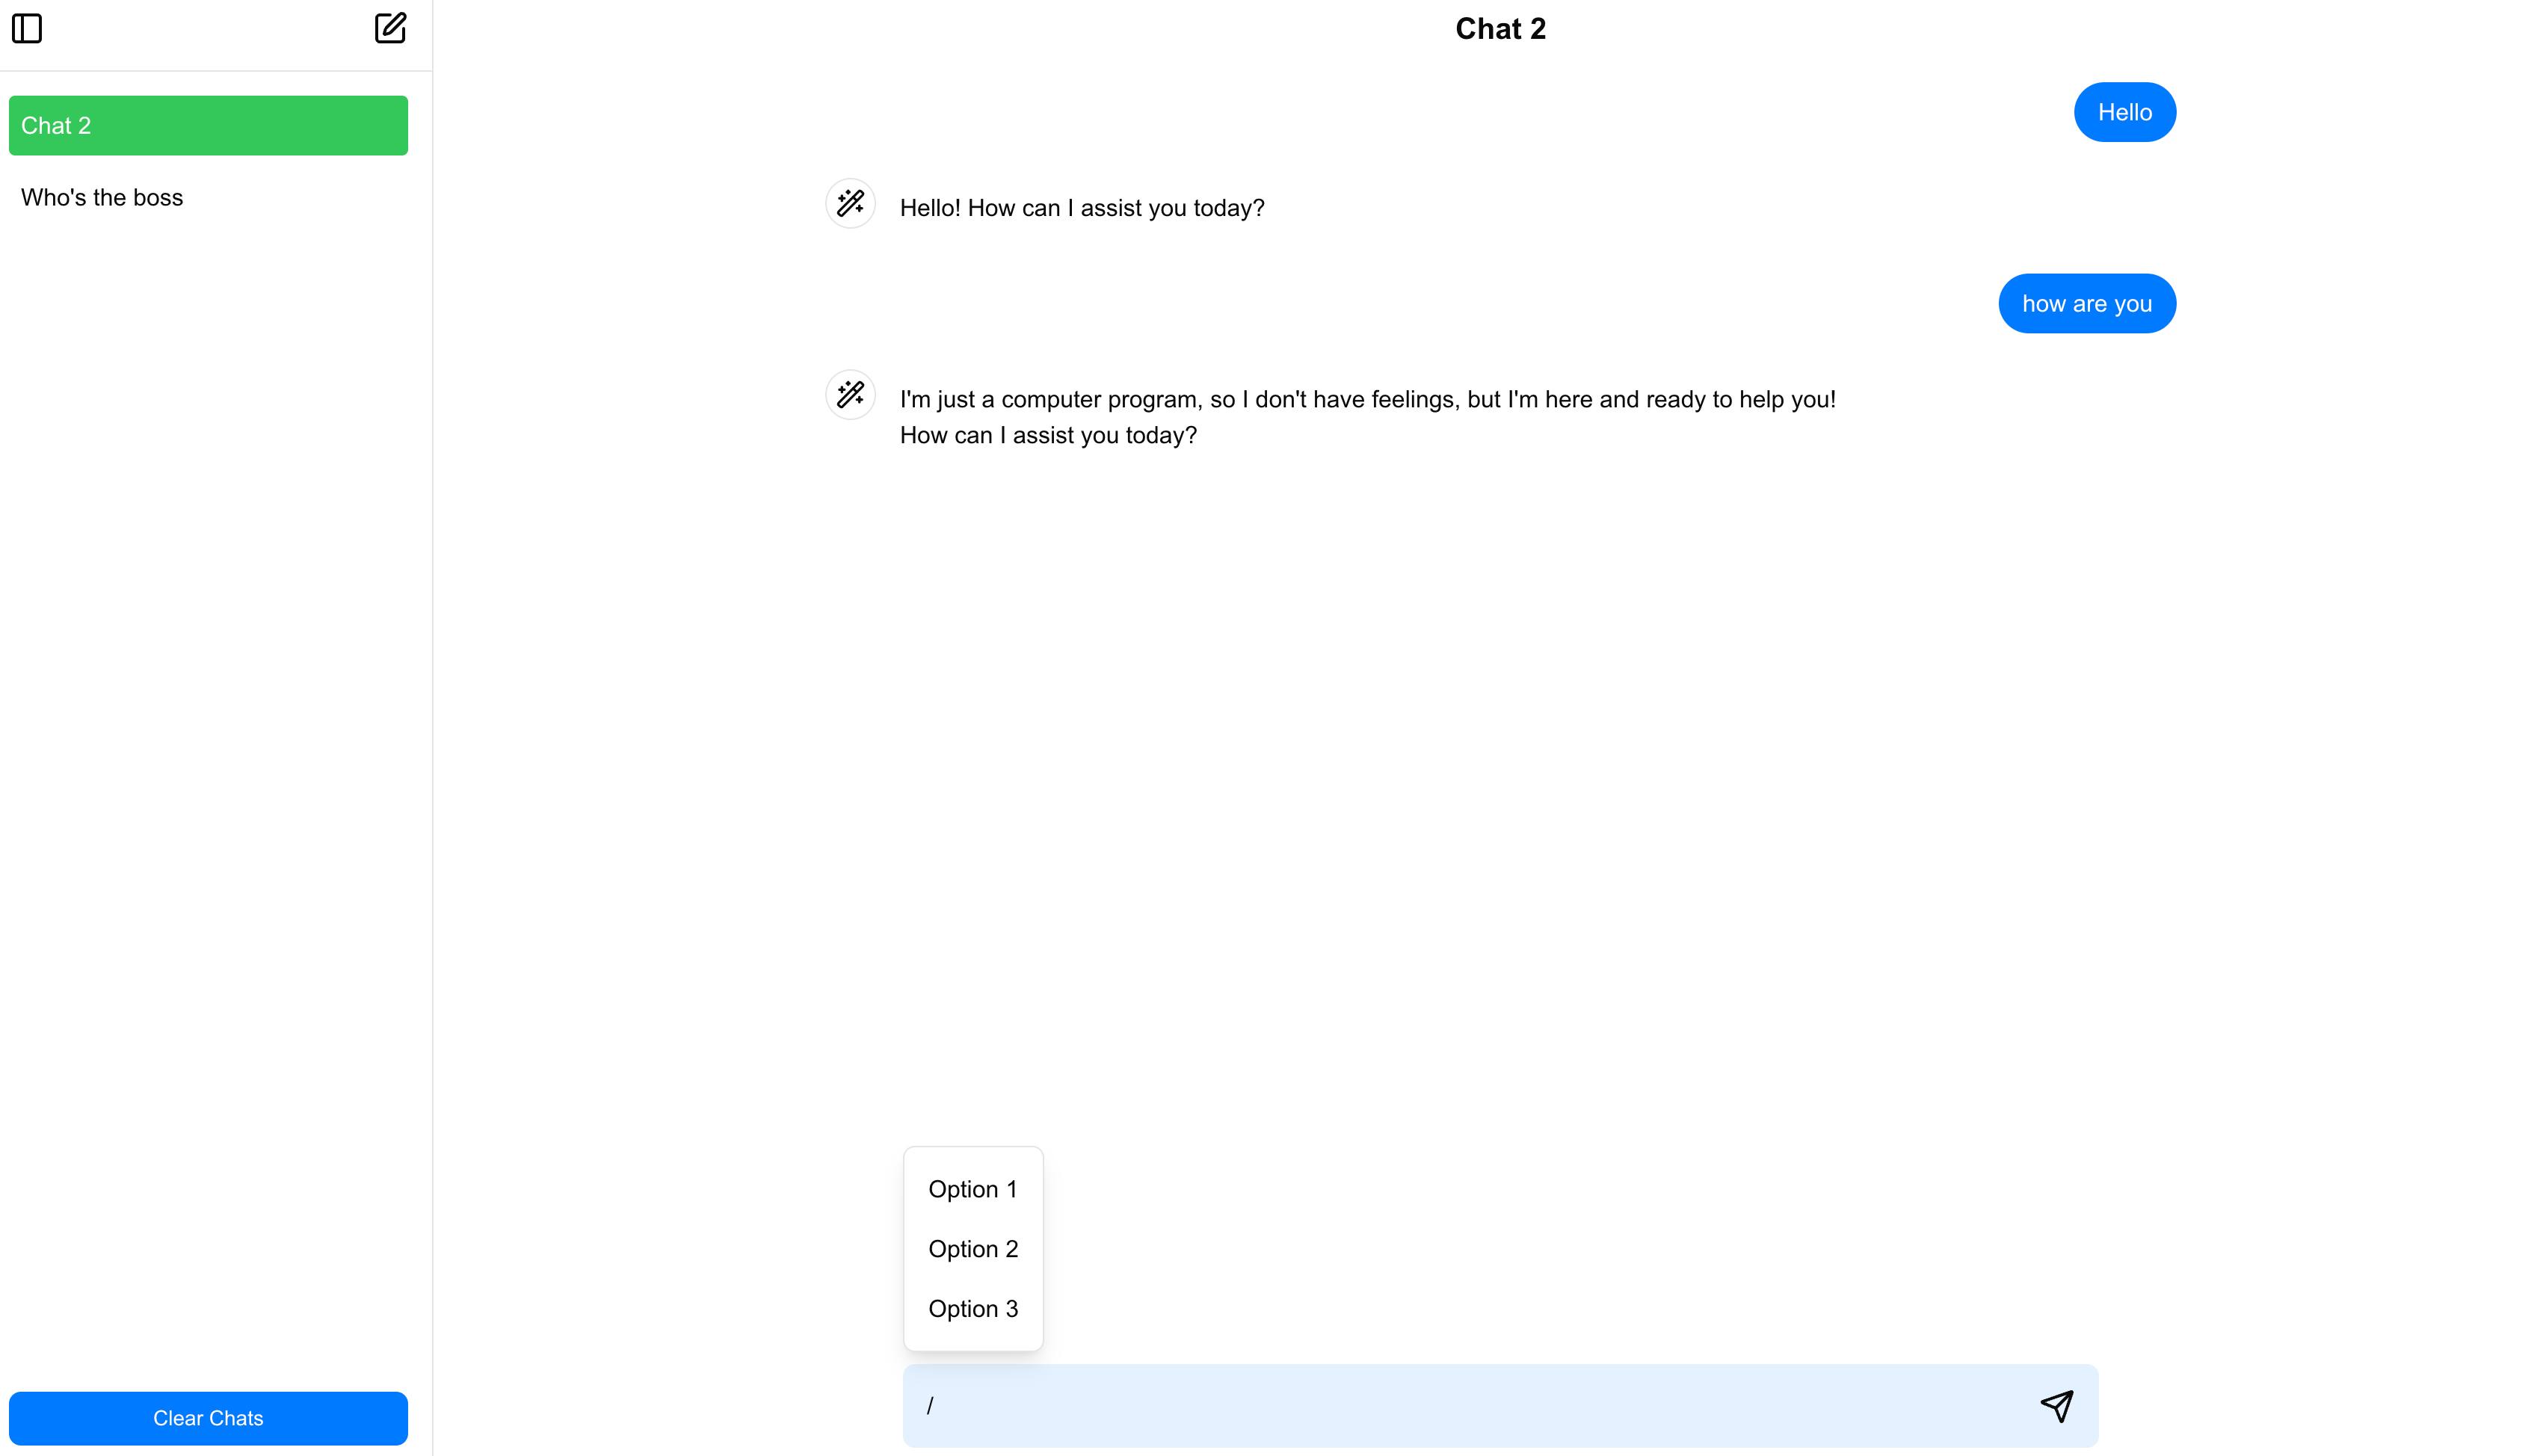 Chat 2
Who's the boss
Clear Chats
Chat 2
Hello
Hello! How can I assist you today?
how are you
I'm just a computer program, so I don't have feelings, but I'm here and ready to help you!
How can I assist you today?
Option 1
Option 2
Option 3
/